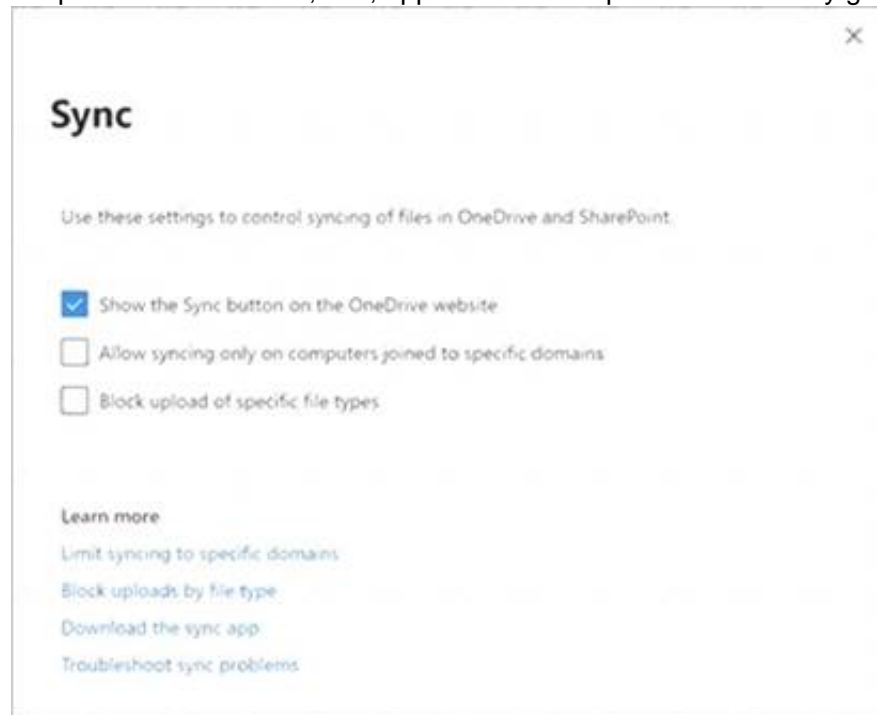 Sync
Use these settings to control syncing of files in OneDrive and SharePoint.
Show the Sync button on the OneDrive website
Allow syncing only on computers joined to specific domains
Block upload of specific file types
Learn more
Limit syncing to specific domains
Block uploads by file type
Download the sync app
Troubleshoot sync problems